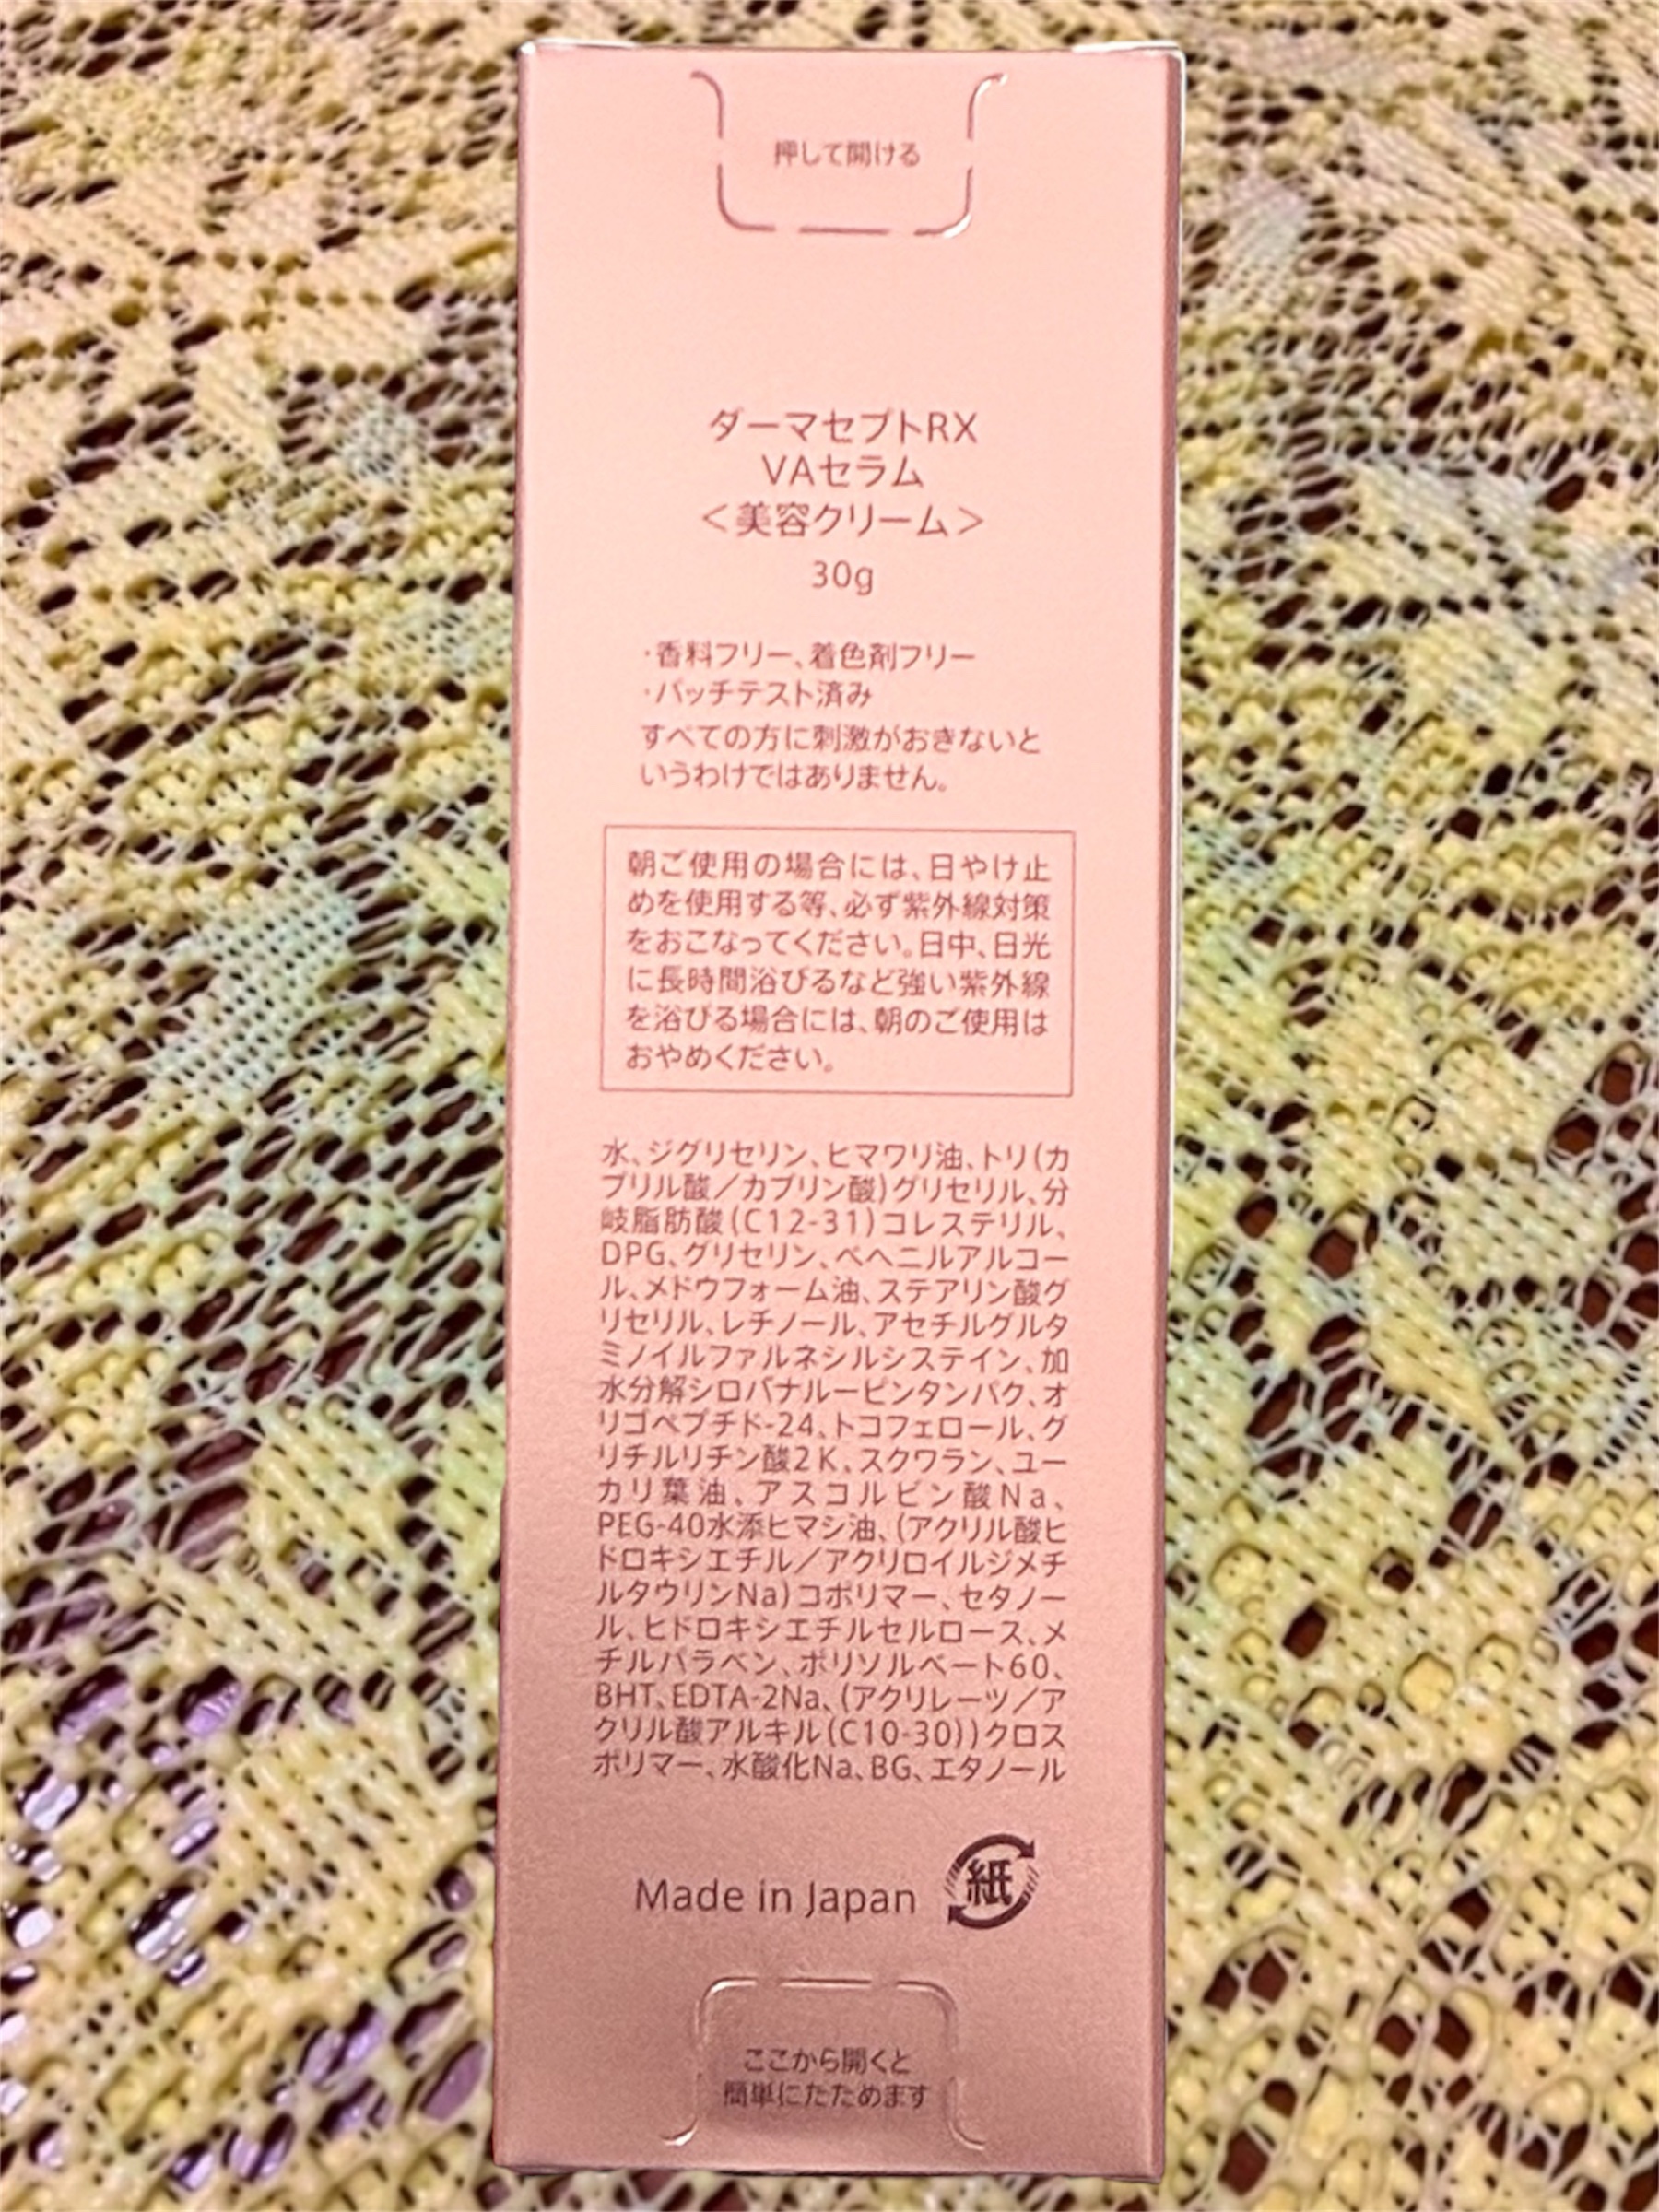 押して開ける
ダーマセプトRX
VAセラム
＜美容クリーム＞
30g
・香料フリー、着色剤フリー
・パッチテスト済み
すべての方に刺激がおきないと
いうわけではありません。
朝ご使用の場合には、日やけ止
めを使用する等、必ず紫外線対策
をおこなってください。日中、日光
に長時間浴びるなど強い紫外線
を浴びる場合には、朝のご使用は
おやめください。
水、ジグリセリン、ヒマワリ油、トリ(カ
プリル酸／カプリン酸)グリセリル、分
岐脂肪酸(C12-31)コレステリル、
DPG、グリセリン、ベヘニルアルコー
ル、メドウフォーム油、ステアリン酸グ
リセリル、レチノール、アセチルグルタ
ミノイルファルネシルシステイン、加
水分解シロバナルーピンタンパク、オ
リゴペプチド-24、トコフェロール、グ
リチルリチン酸2K、スクワラン、ユー
カリ葉油、アスコルビン酸Na、
PEG-40水添ヒマシ油、(アクリル酸ヒ
ドロキシエチル／アクリロイルジメチ
ルタウリンNa)コポリマー、セタノー
ル、ヒドロキシエチルセルロース、メ
チルパラベン、ポリソルベート60、
BHT、EDTA-2Na、(アクリレーツ／ア
クリル酸アルキル(C10-30))クロス
ポリマー、水酸化Na、BG、エタノール
Made in Japan
紙
ここから開くと
簡単にたためます